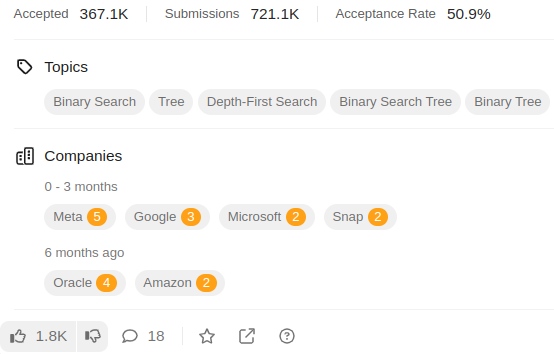 Accepted 367.1K Submissions 721.1K Acceptance Rate 50.9%
Topics
Binary Search Tree Depth-First Search Binary Search Tree Binary Tree
Companies
0 - 3 months
Meta 5 Google 3 Microsoft 2 Snap 2
6 months ago
Oracle 4 Amazon 2
1.8K 18